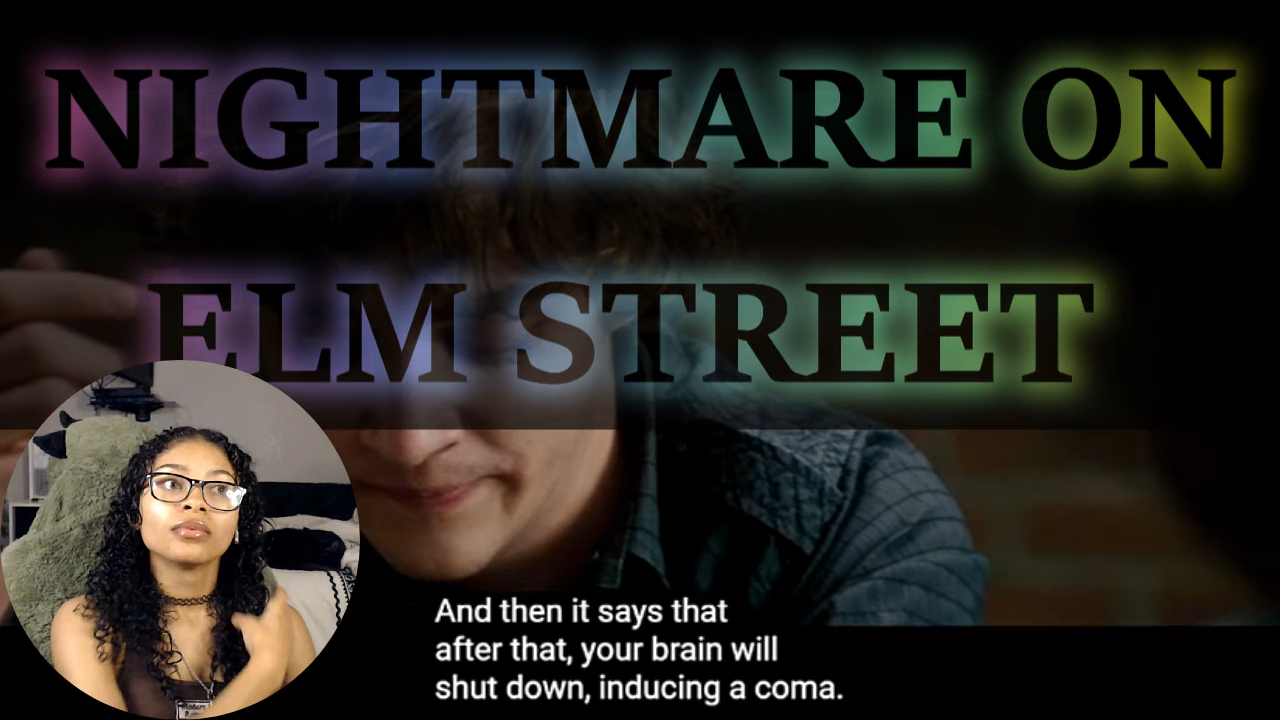 NIGHTMARE ON
ELM STREET
And then it says that
after that, your brain will
shut down, inducing a coma.